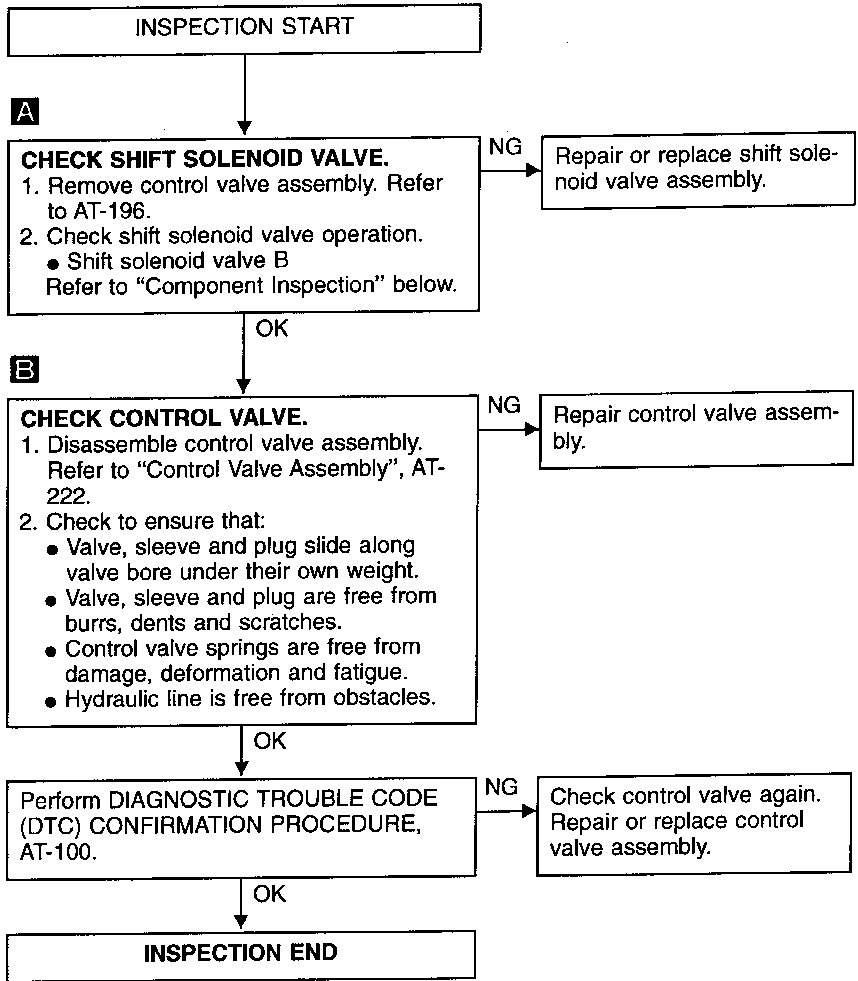 INSPECTION START
A
CHECK SHIFT SOLENOID VALVE.
1. Remove control valve assembly. Refer
to AT-196.
2. Check shift solenoid valve operation.
● Shift solenoid valve B
Refer to “Component Inspection” below.
NG
Repair or replace shift sole-
noid valve assembly.
OK
B
CHECK CONTROL VALVE.
1. Disassemble control valve assembly.
Refer to “Control Valve Assembly”, AT-
222.
2. Check to ensure that:
● Valve, sleeve and plug slide along
valve bore under their own weight.
● Valve, sleeve and plug are free from
burrs, dents and scratches.
● Control valve springs are free from
damage, deformation and fatigue.
● Hydraulic line is free from obstacles.
NG
Repair control valve assem-
bly.
OK
Perform DIAGNOSTIC TROUBLE CODE
(DTC) CONFIRMATION PROCEDURE,
AT-100.
NG
Check control valve again.
Repair or replace control
valve assembly.
OK
INSPECTION END